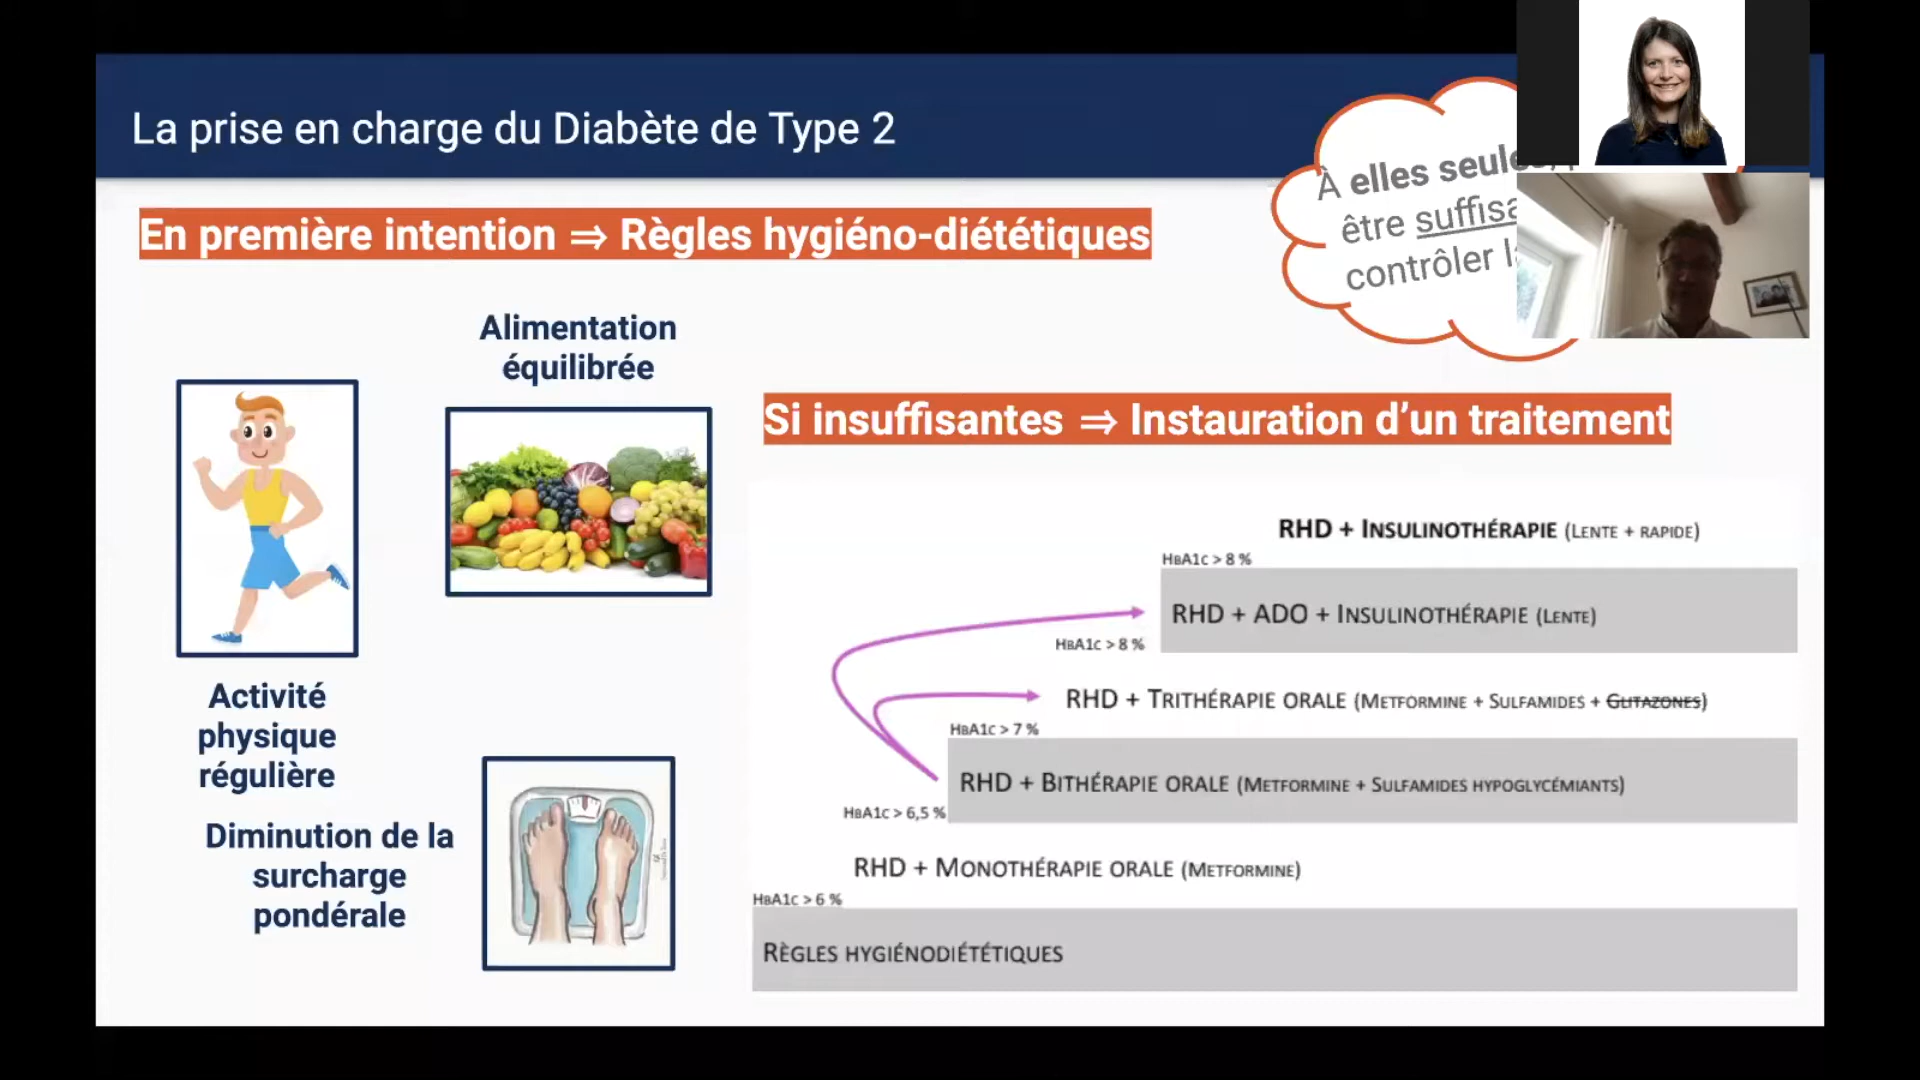 La prise en charge du Diabète de Type 2
À elles seules,
être suffisa
contrôler l
En première intention ⇒ Règles hygiéno-diététiques
Alimentation
équilibrée
Activité
physique
régulière
Diminution de la
surcharge
pondérale
Si insuffisantes ⇒ Instauration d’un traitement
RHD + Insulinothérapie (Lente + rapide)
HbA1c > 8 %
RHD + ADO + Insulinothérapie (Lente)
HbA1c > 8 %
RHD + Trithérapie orale (Metformine + Sulfamides + Glitazones)
HbA1c > 7 %
RHD + Bithérapie orale (Metformine + Sulfamides hypoglycémiants)
HbA1c > 6,5 %
RHD + Monothérapie orale (Metformine)
HbA1c > 6 %
Règles hygiénodiététiques